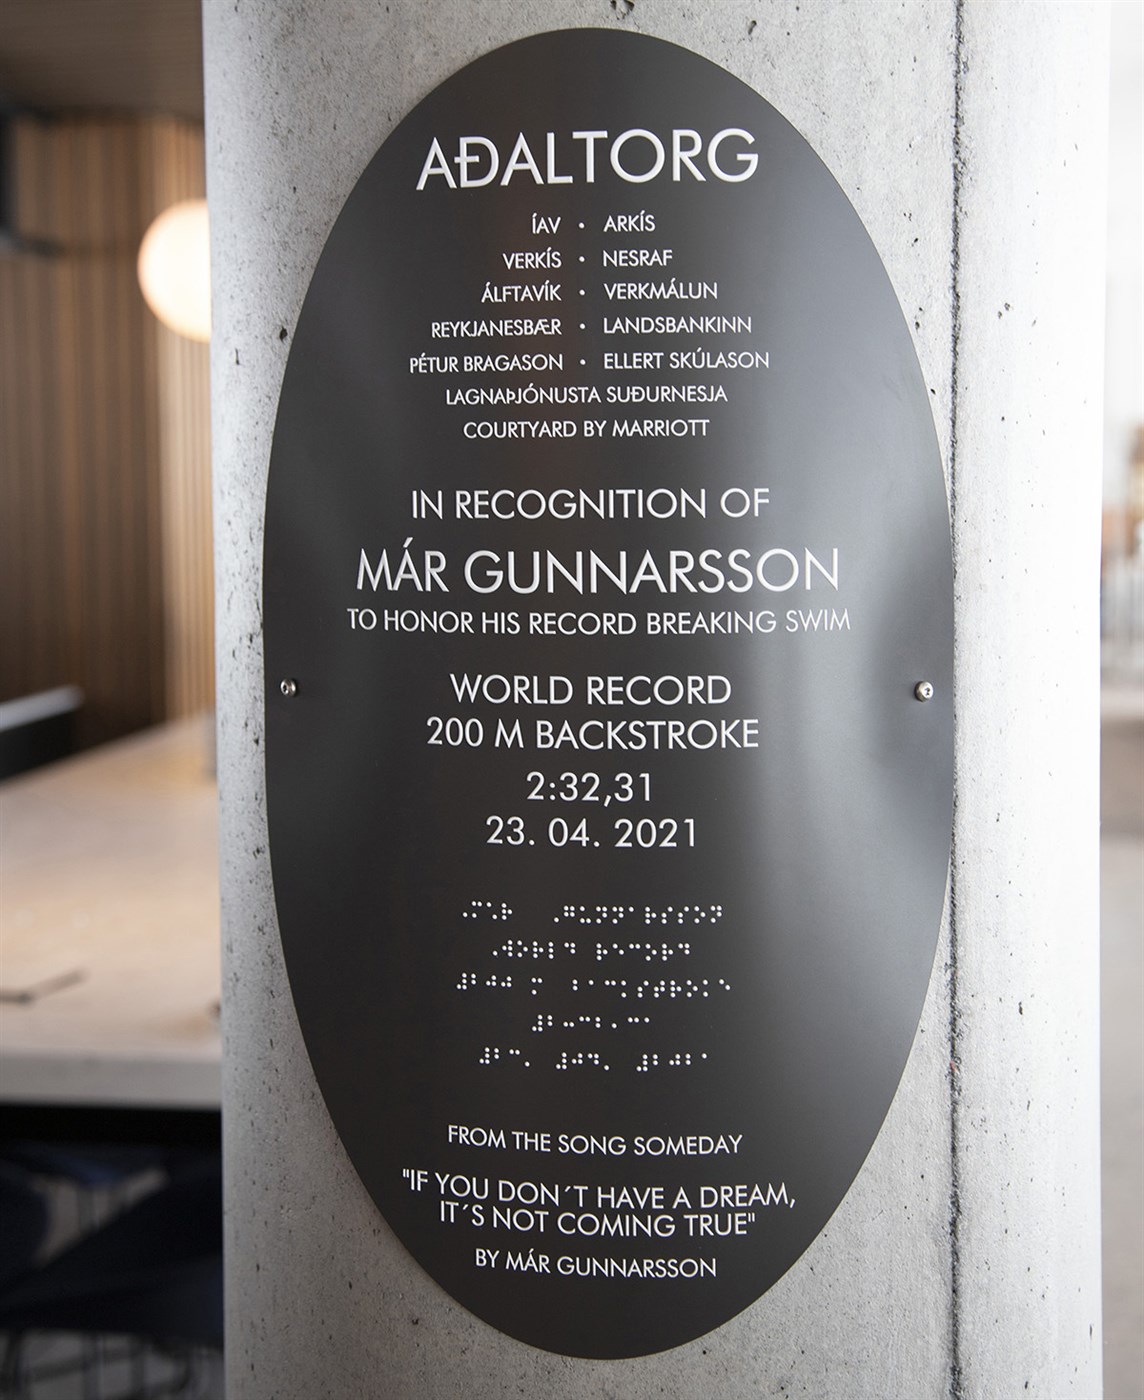 AÐALTORG
ÍAV • ARKÍS
VERKÍS • NESRAF
ÁLFTAVÍK • VERKMÁLUN
REYKJANESBÆR • LANDSBANKINN
PÉTUR BRAGASON • ELLERT SKÚLASON
LAGNAÞJÓNUSTA SUÐURNESJA
COURTYARD BY MARRIOTT
IN RECOGNITION OF
MÁR GUNNARSSON
TO HONOR HIS RECORD BREAKING SWIM
WORLD RECORD
200 M BACKSTROKE
2:32,31
23. 04. 2021
FROM THE SONG SOMEDAY
"IF YOU DON´T HAVE A DREAM,
IT´S NOT COMING TRUE"
BY MÁR GUNNARSSON